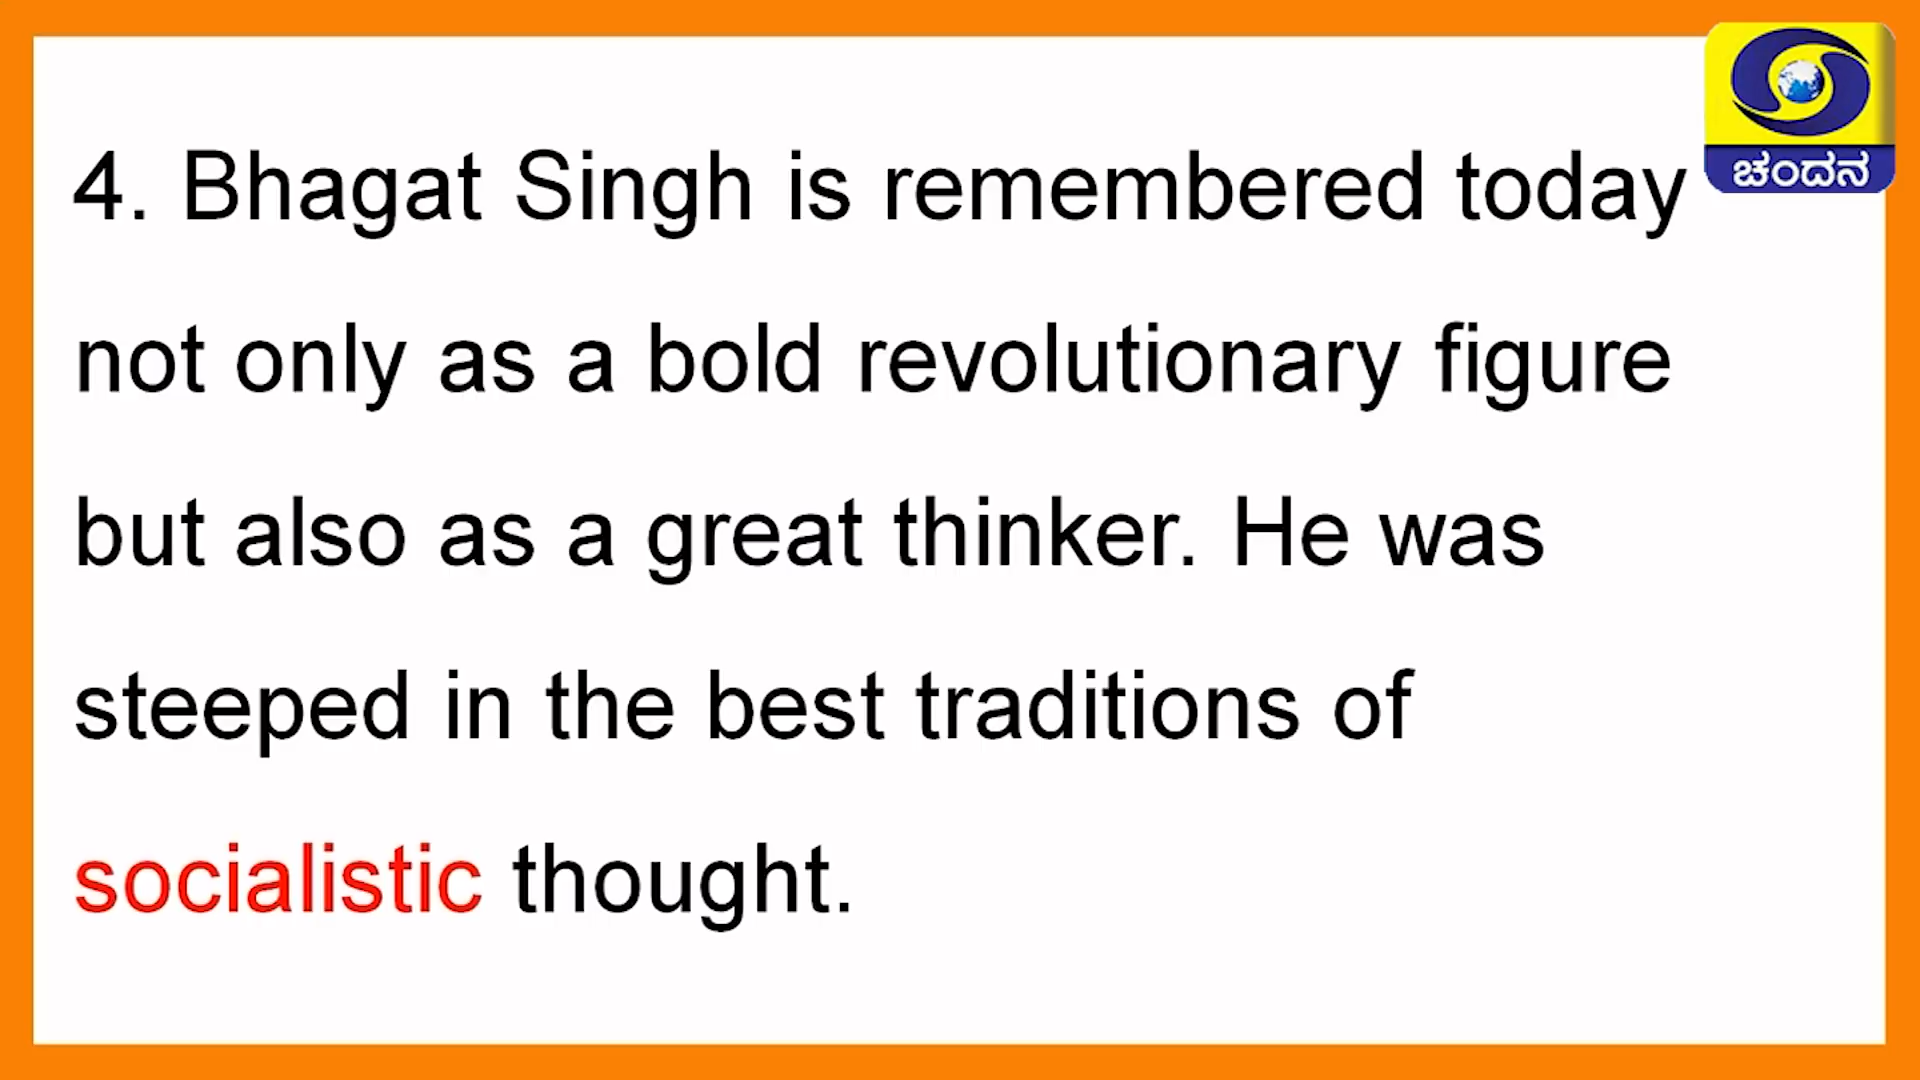 4. Bhagat Singh is remembered today
not only as a bold revolutionary figure
but also as a great thinker. He was
steeped in the best traditions of
socialistic thought.
ಚಂದನ